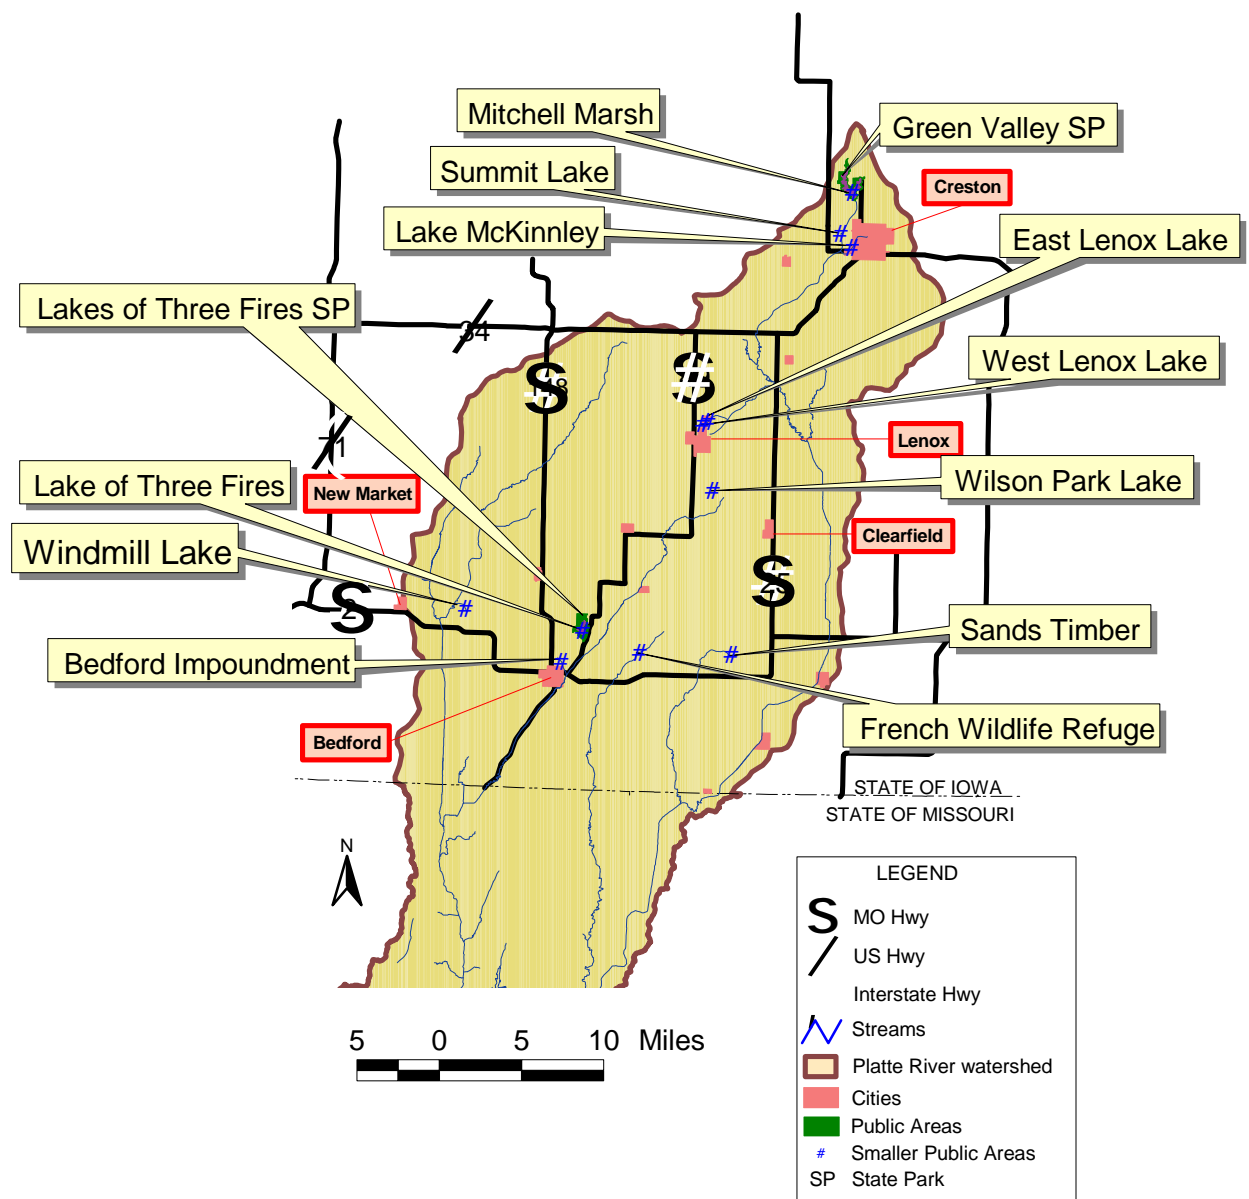 Mitchell Marsh
Green Valley SP
Summit Lake
Creston
Lake McKinnley
East Lenox Lake
Lakes of Three Fires SP
34
West Lenox Lake
S
#
S
71
Lenox
Lake of Three Fires
New Market
Wilson Park Lake
Windmill Lake
Clearfield
S
25
S
2
Sands Timber
Bedford Impoundment
French Wildlife Refuge
Bedford
STATE OF IOWA
STATE OF MISSOURI
N
LEGEND
S MO Hwy
US Hwy
Interstate Hwy
Streams
Platte River watershed
Cities
Public Areas
# Smaller Public Areas
SP State Park
5 0 5 10 Miles